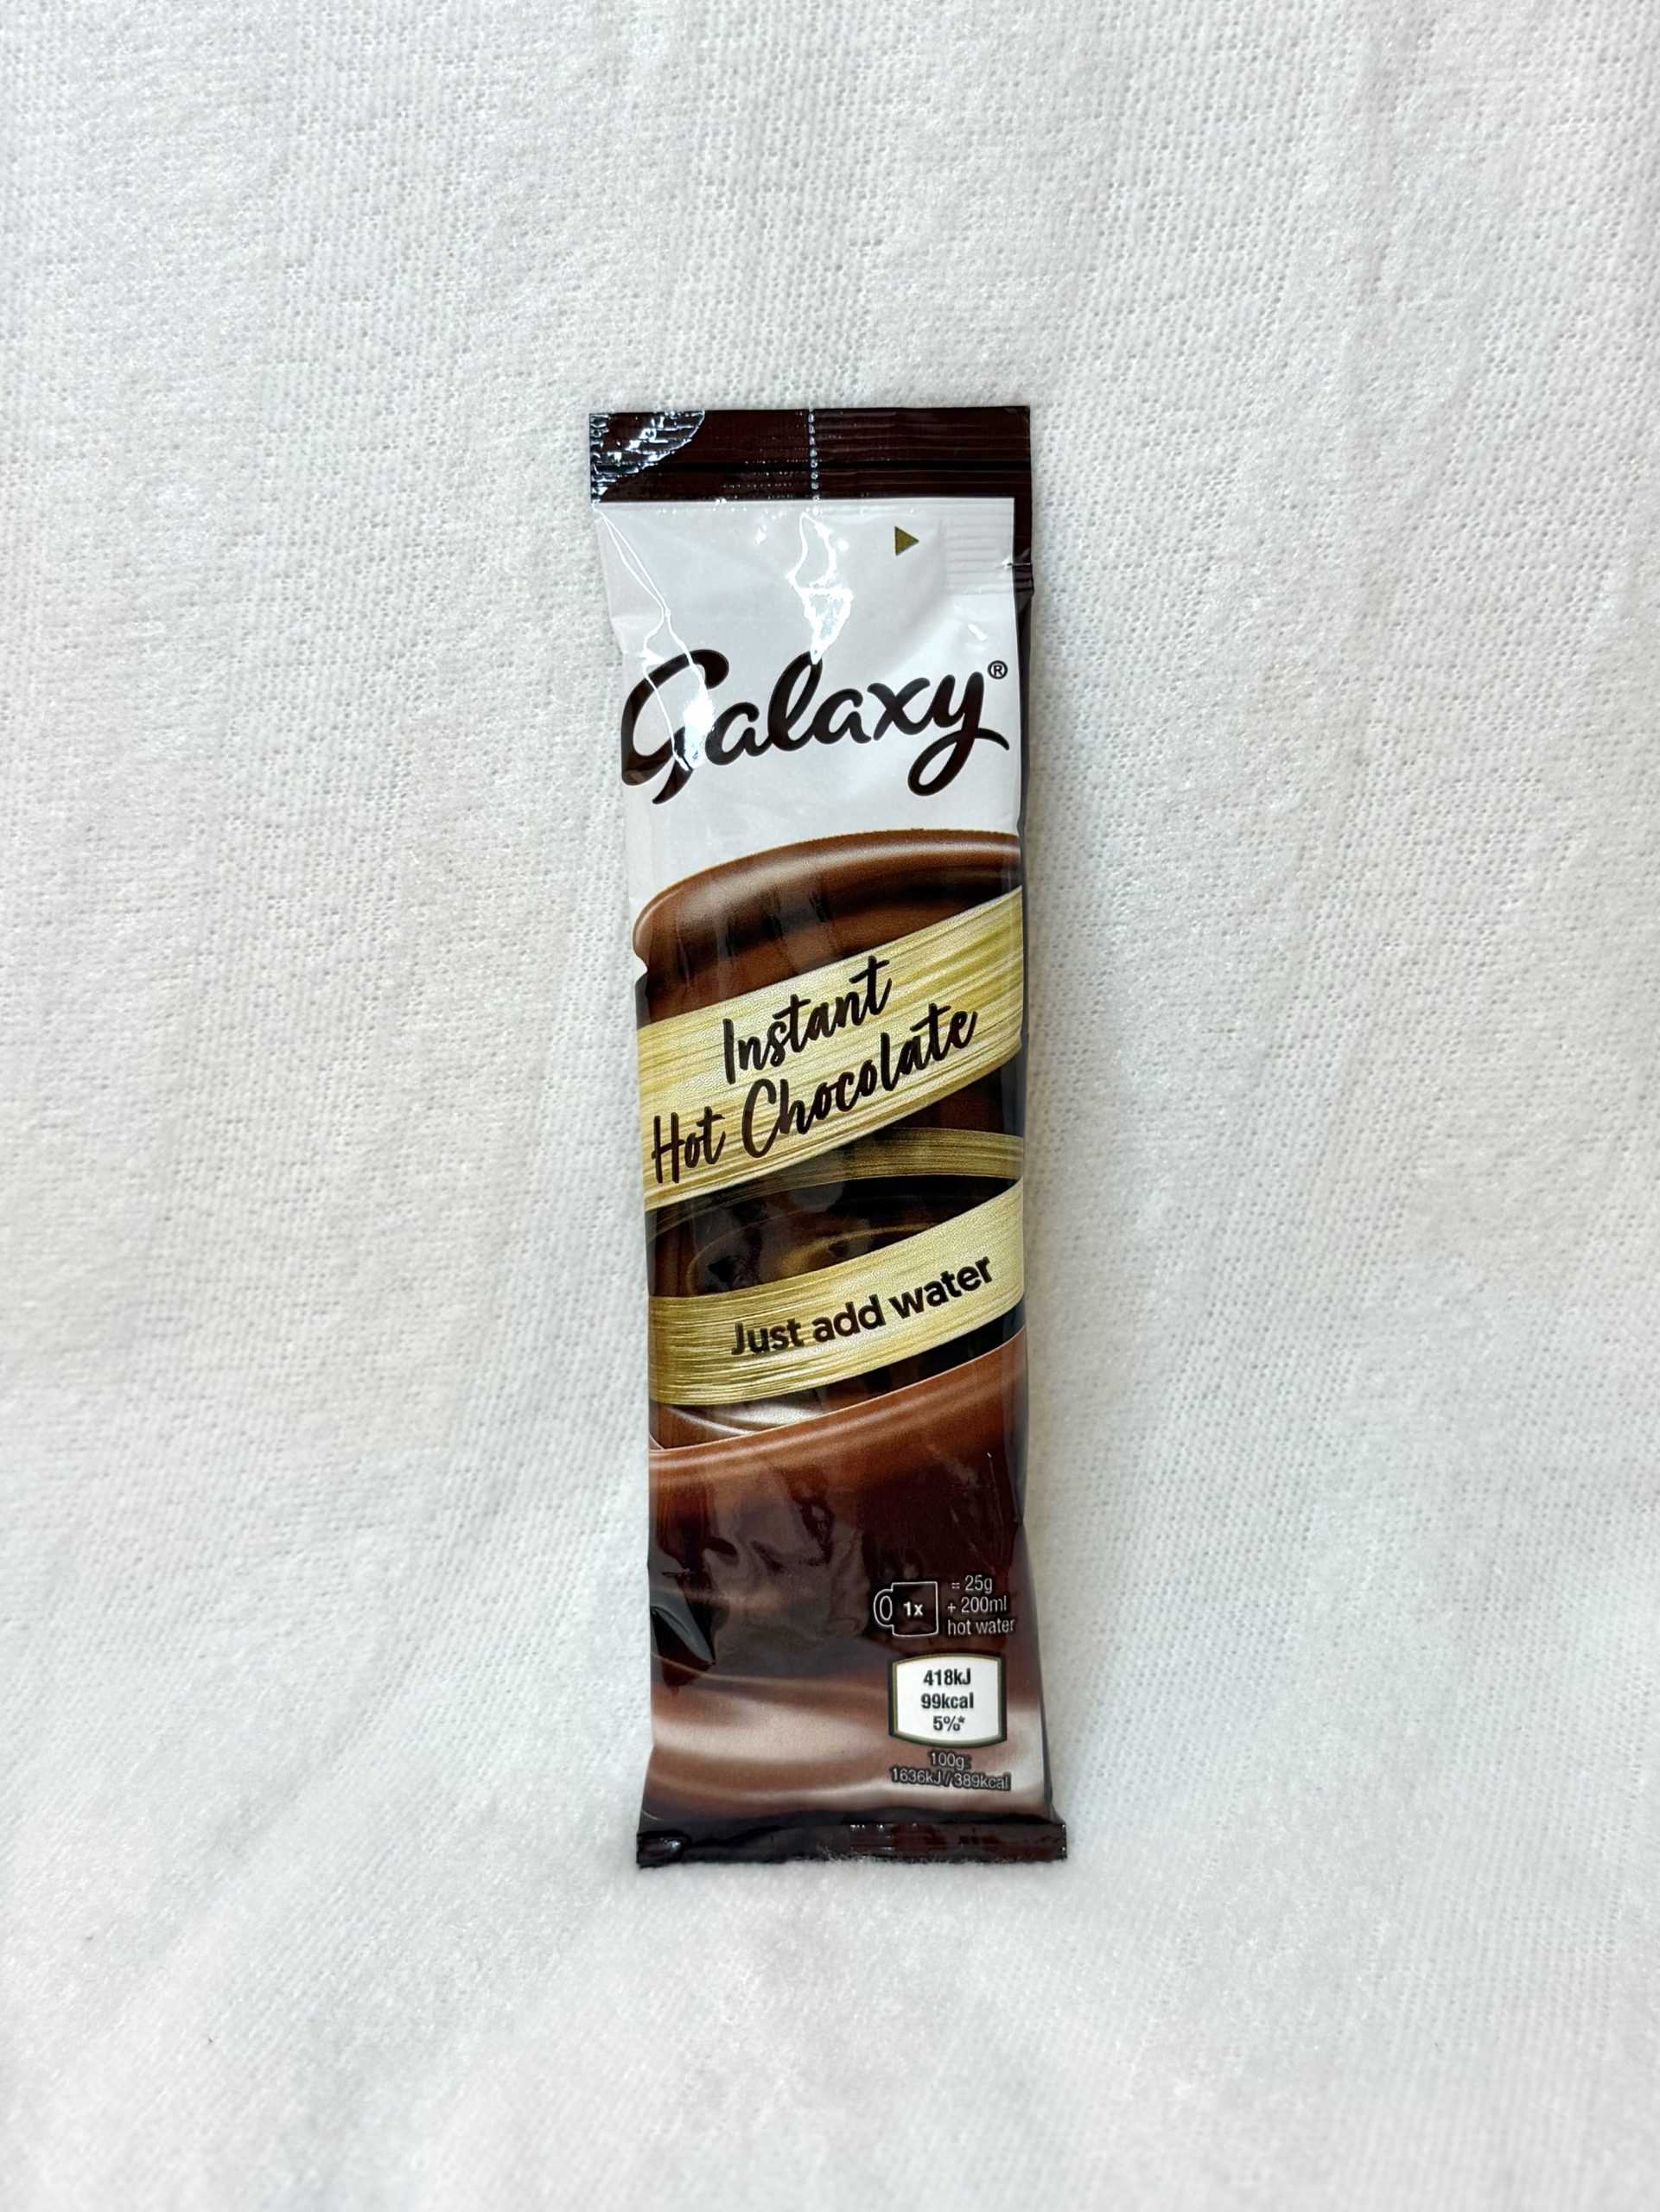 Galaxy®
Instant
Hot Chocolate
Just add water
1x
= 25g
+ 200ml
hot water
418kJ
99kcal
5%*
100g:
1636kJ / 389kcal